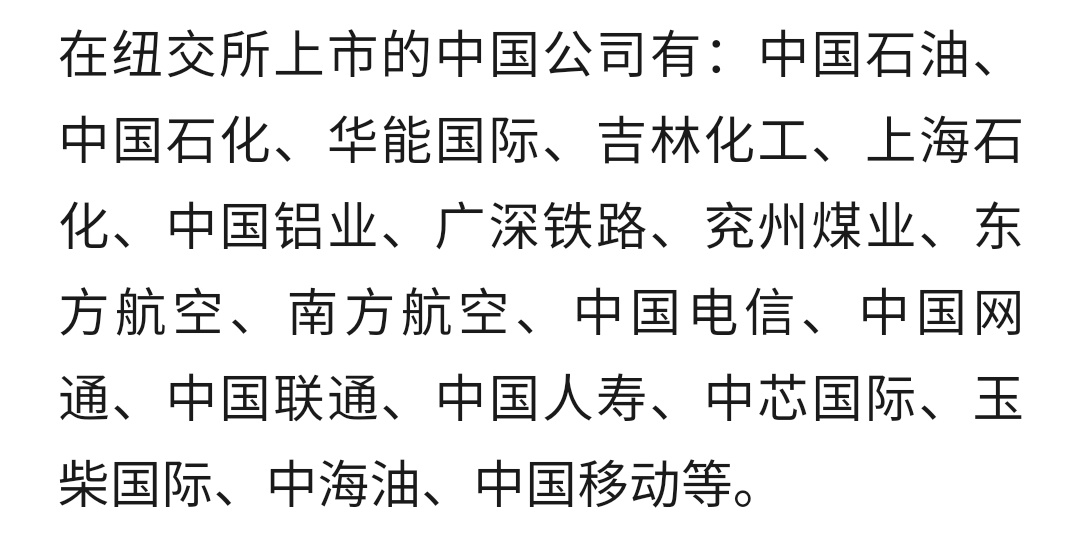 在纽交所上市的中国公司有：中国石油、
中国石化、华能国际、吉林化工、上海石
化、中国铝业、广深铁路、兖州煤业、东
方航空、南方航空、中国电信、中国网
通、中国联通、中国人寿、中芯国际、玉
柴国际、中海油、中国移动等。